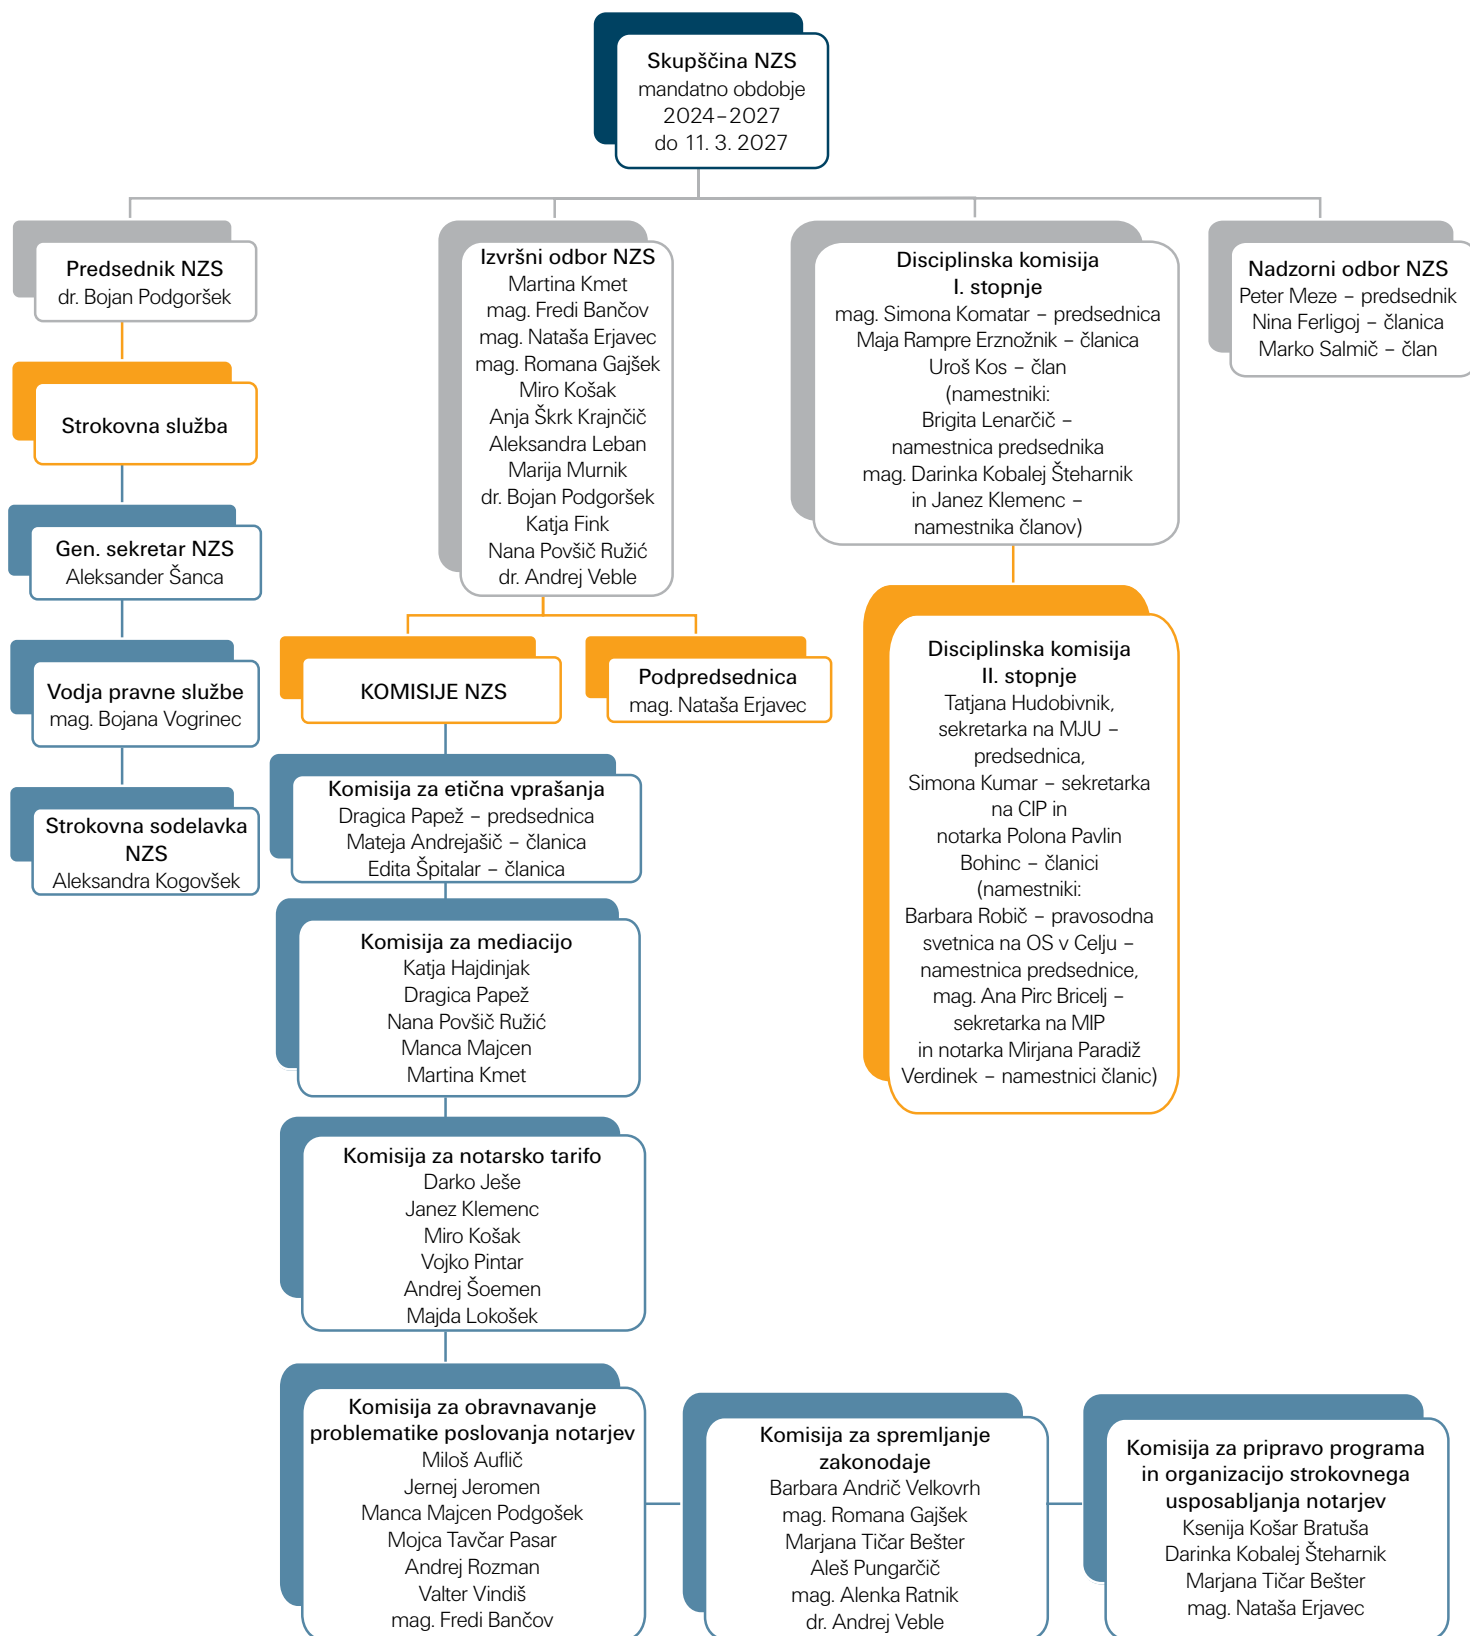 Skupščina NZS
mandatno obdobje
2024–2027
do 11. 3. 2027
Predsednik NZS
dr. Bojan Podgoršek
Strokovna služba
Gen. sekretar NZS
Aleksander Šanca
Vodja pravne službe
mag. Bojana Vogrinec
Strokovna sodelavka
NZS
Aleksandra Kogovšek
Izvršni odbor NZS
Martina Kmet
mag. Fredi Bančov
mag. Nataša Erjavec
mag. Romana Gajšek
Miro Košak
Anja Škrk Krajnčič
Aleksandra Leban
Marija Murnik
dr. Bojan Podgoršek
Katja Fink
Nana Povšič Ružić
dr. Andrej Veble
KOMISIJE NZS
Podpredsednica
mag. Nataša Erjavec
Komisija za etična vprašanja
Dragica Papež – predsednica
Mateja Andrejašič – članica
Edita Špitalar – članica
Komisija za mediacijo
Katja Hajdinjak
Dragica Papež
Nana Povšič Ružić
Manca Majcen
Martina Kmet
Komisija za notarsko tarifo
Darko Ješe
Janez Klemenc
Miro Košak
Vojko Pintar
Andrej Šoemen
Majda Lokošek
Komisija za obravnavanje
problematike poslovanja notarjev
Miloš Auflič
Jernej Jeromen
Manca Majcen Podgošek
Mojca Tavčar Pasar
Andrej Rozman
Valter Vindiš
mag. Fredi Bančov
Komisija za spremljanje
zakonodaje
Barbara Andrič Velkovrh
mag. Romana Gajšek
Marjana Tičar Bešter
Aleš Pungarčič
mag. Alenka Ratnik
dr. Andrej Veble
Komisija za pripravo programa
in organizacijo strokovnega
usposabljanja notarjev
Ksenija Košar Bratuša
Darinka Kobalej Šteharnik
Marjana Tičar Bešter
mag. Nataša Erjavec
Disciplinska komisija
I. stopnje
mag. Simona Komatar – predsednica
Maja Rampre Erznožnik – članica
Uroš Kos – član
(namestniki:
Brigita Lenarčič –
namestnica predsednika
mag. Darinka Kobalej Šteharnik
in Janez Klemenc –
namestnika članov)
Disciplinska komisija
II. stopnje
Tatjana Hudobivnik,
sekretarka na MJU –
predsednica,
Simona Kumar – sekretarka
na CIP in
notarka Polona Pavlin
Bohinc – članici
(namestniki:
Barbara Robič – pravosodna
svetnica na OS v Celju –
namestnica predsednice,
mag. Ana Pirc Bricelj –
sekretarka na MIP
in notarka Mirjana Paradiž
Verdinek – namestnici članic)
Nadzorni odbor NZS
Peter Meze – predsednik
Nina Ferligoj – članica
Marko Salmič – član